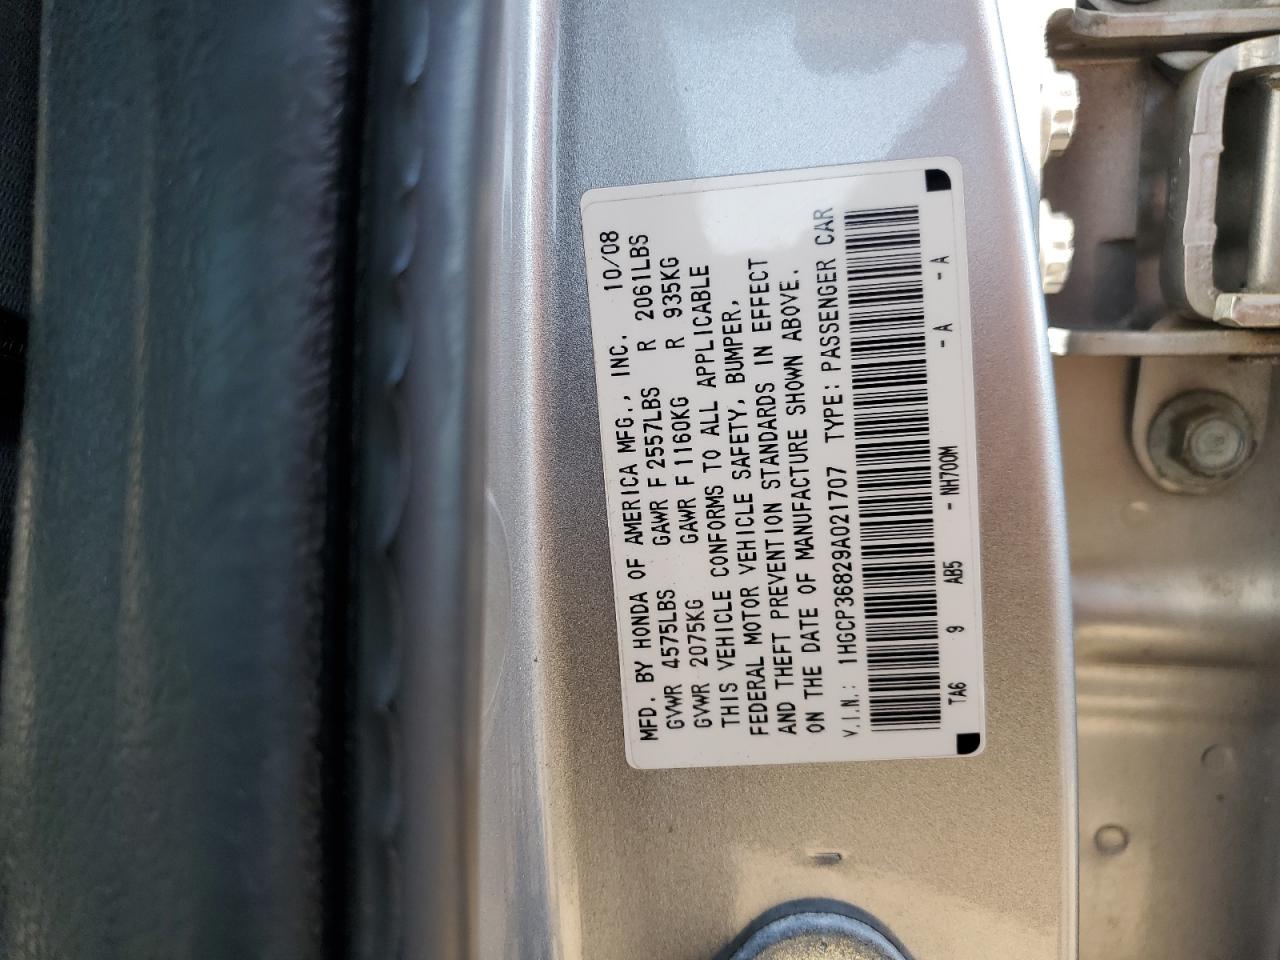 MFD. BY HONDA OF AMERICA MFG., INC. 10/08
GVWR 4575LBS GAWR F 2557LBS R 2061LBS
GVWR 2075KG GAWR F 1160KG R 935KG
THIS VEHICLE CONFORMS TO ALL APPLICABLE
FEDERAL MOTOR VEHICLE SAFETY, BUMPER,
AND THEFT PREVENTION STANDARDS IN EFFECT
ON THE DATE OF MANUFACTURE SHOWN ABOVE.
V.I.N.: 1HGCP36829A021707 TYPE: PASSENGER CAR
TA6 9 AB5 - NH700M - A - A